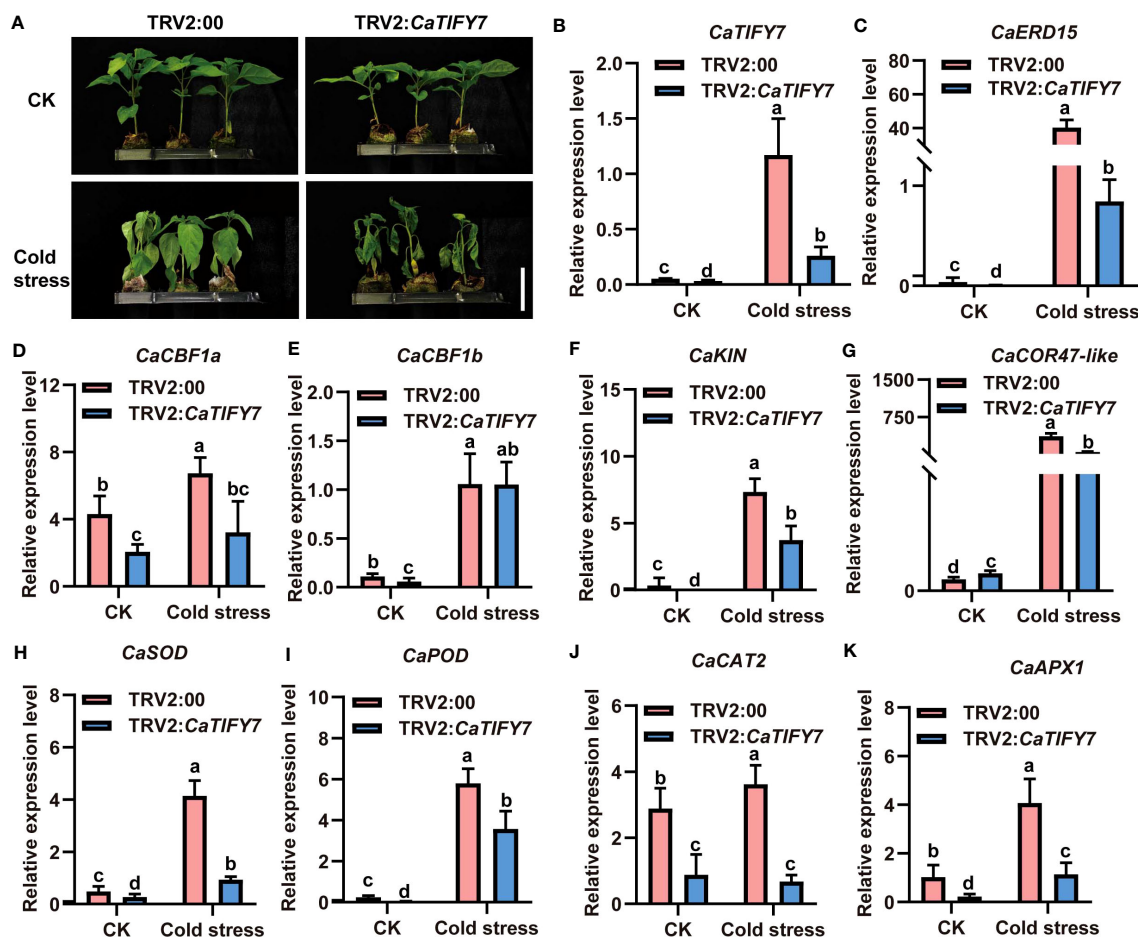 A
TRV2:00
TRV2:CaTIFY7
CK
Cold
stress
B
CaTIFY7
Relative expression level
2.0
1.5
1.0
0.5
0.0
TRV2:00
TRV2:CaTIFY7
c
d
a
b
CK
Cold stress
C
CaERD15
Relative expression level
80
60
40
20
1
0
TRV2:00
TRV2:CaTIFY7
c
c
a
b
CK
Cold stress
D
CaCBF1a
Relative expression level
12
8
4
0
TRV2:00
TRV2:CaTIFY7
b
c
a
bc
CK
Cold stress
E
CaCBF1b
Relative expression level
2.0
1.5
1.0
0.5
0.0
TRV2:00
TRV2:CaTIFY7
b
c
a
ab
CK
Cold stress
F
CaKIN
Relative expression level
15
10
5
0
TRV2:00
TRV2:CaTIFY7
c
d
a
b
CK
Cold stress
G
CaCOR47-like
Relative expression level
1500
750
0
TRV2:00
TRV2:CaTIFY7
d
c
a
b
CK
Cold stress
H
CaSOD
Relative expression level
8
6
4
2
0
TRV2:00
TRV2:CaTIFY7
c
d
a
b
CK
Cold stress
I
CaPOD
Relative expression level
10
8
6
4
2
0
TRV2:00
TRV2:CaTIFY7
c
d
a
b
CK
Cold stress
J
CaCAT2
Relative expression level
6
4
2
0
TRV2:00
TRV2:CaTIFY7
b
c
a
c
CK
Cold stress
K
CaAPX1
Relative expression level
8
6
4
2
0
TRV2:00
TRV2:CaTIFY7
b
d
a
c
CK
Cold stress